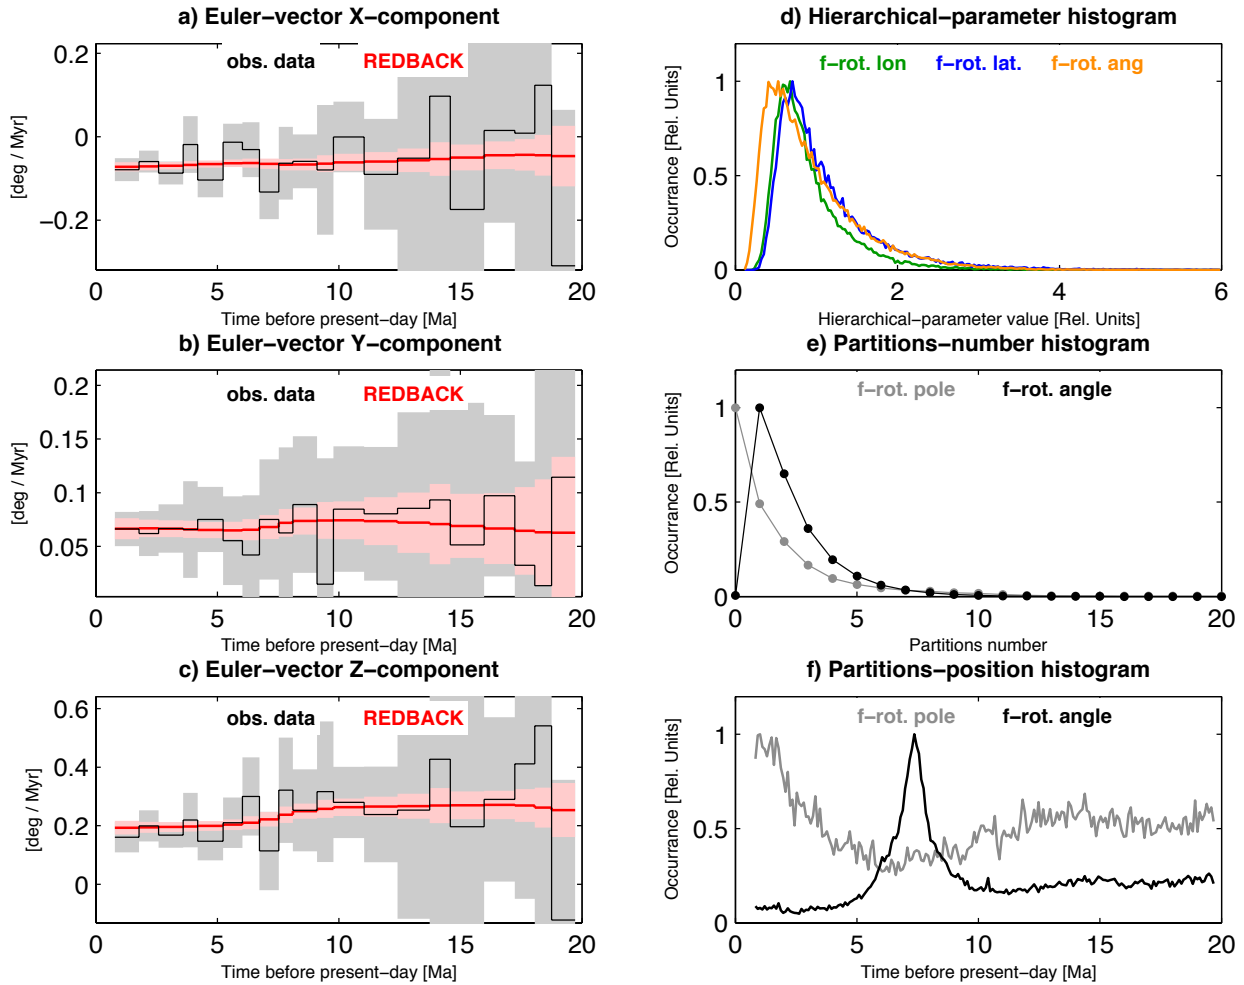 a) Euler−vector X−component
obs. data REDBACK
0.2
0
−0.2
[deg / Myr]
0 5 10 15 20
Time before present−day [Ma]
b) Euler−vector Y−component
obs. data REDBACK
0.2
0.15
0.1
0.05
[deg / Myr]
0 5 10 15 20
Time before present−day [Ma]
c) Euler−vector Z−component
obs. data REDBACK
0.6
0.4
0.2
0
[deg / Myr]
0 5 10 15 20
Time before present−day [Ma]
d) Hierarchical−parameter histogram
f−rot. lon f−rot. lat. f−rot. ang
1
0.5
0
Occurrance [Rel. Units]
0 2 4 6
Hierarchical−parameter value [Rel. Units]
e) Partitions−number histogram
f−rot. pole f−rot. angle
1
0.5
0
Occurrance [Rel. Units]
0 5 10 15 20
Partitions number
f) Partitions−position histogram
f−rot. pole f−rot. angle
1
0.5
0
Occurrance [Rel. Units]
0 5 10 15 20
Time before present−day [Ma]